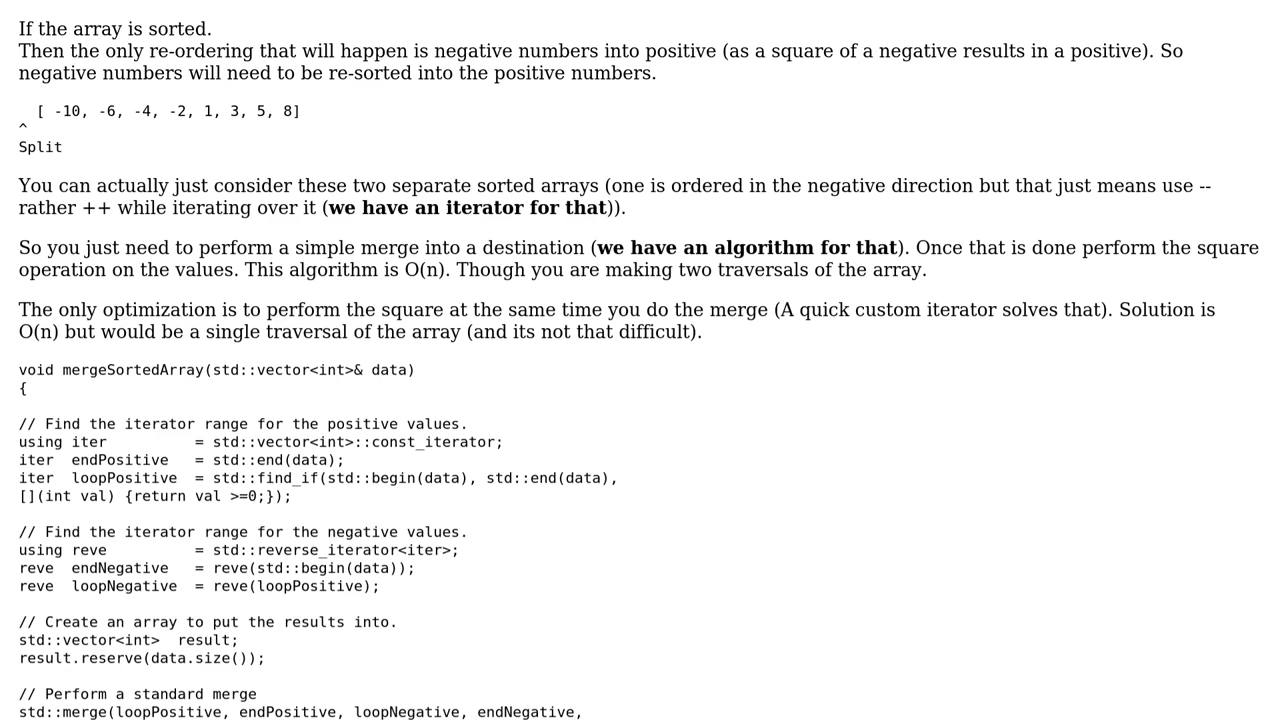 If the array is sorted.
Then the only re-ordering that will happen is negative numbers into positive (as a square of a negative results in a positive). So
negative numbers will need to be re-sorted into the positive numbers.
[ -10, -6, -4, -2, 1, 3, 5, 8]
^
Split
You can actually just consider these two separate sorted arrays (one is ordered in the negative direction but that just means use --
rather ++ while iterating over it (we have an iterator for that)).
So you just need to perform a simple merge into a destination (we have an algorithm for that). Once that is done perform the square
operation on the values. This algorithm is O(n). Though you are making two traversals of the array.
The only optimization is to perform the square at the same time you do the merge (A quick custom iterator solves that). Solution is
O(n) but would be a single traversal of the array (and its not that difficult).
void mergeSortedArray(std::vector<int>& data)
{
// Find the iterator range for the positive values.
using iter          = std::vector<int>::const_iterator;
iter  endPositive   = std::end(data);
iter  loopPositive  = std::find_if(std::begin(data), std::end(data),
[](int val) {return val >=0;});
// Find the iterator range for the negative values.
using reve          = std::reverse_iterator<iter>;
reve  endNegative   = reve(std::begin(data));
reve  loopNegative  = reve(loopPositive);
// Create an array to put the results into.
std::vector<int>  result;
result.reserve(data.size());
// Perform a standard merge
std::merge(loopPositive, endPositive, loopNegative, endNegative,